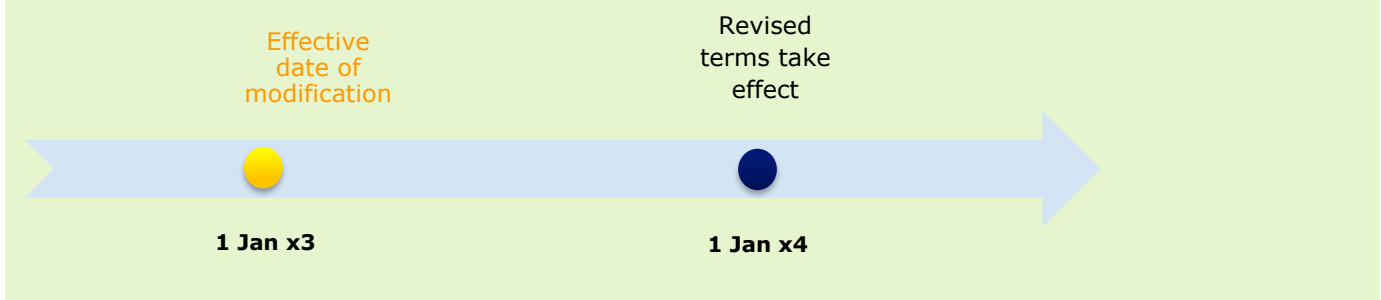 Effective
date of
modification
Revised
terms take
effect
1 Jan x3
1 Jan x4